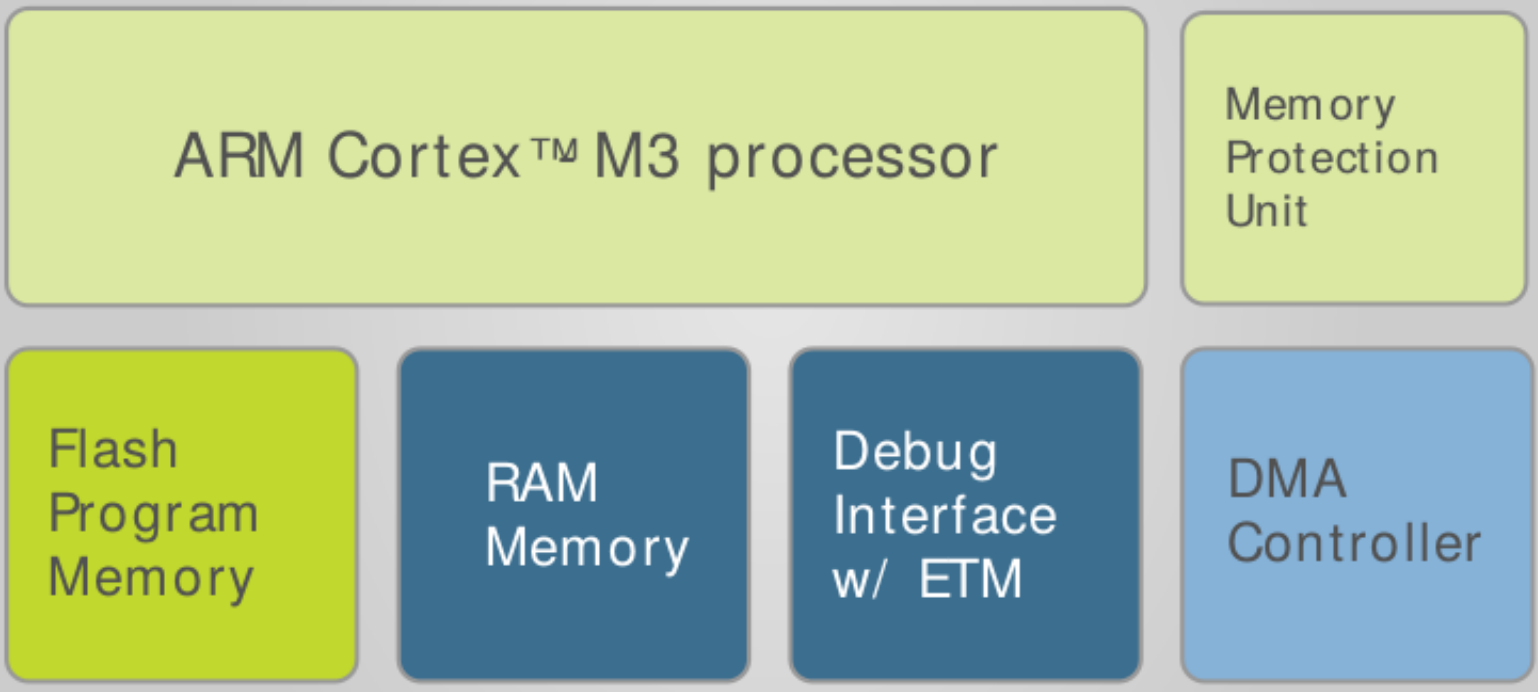 ARM Cortex™ M3 processor
Memory
Protection
Unit
Flash
Program
Memory
RAM
Memory
Debug
Interface
w/ ETM
DMA
Controller